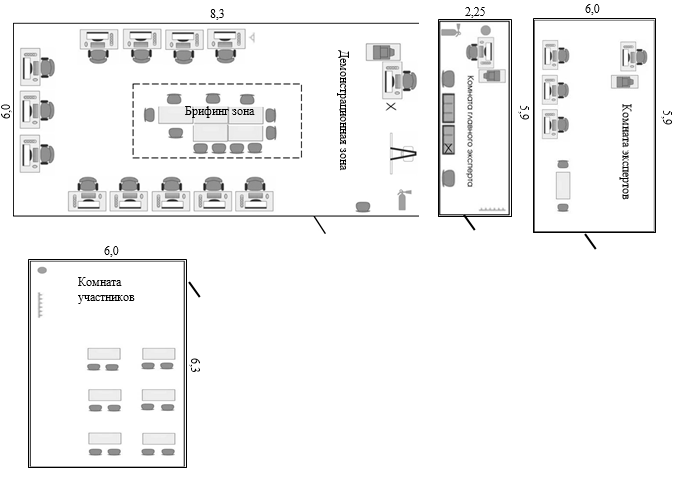 8,3
6,0
Брифинг зона
Демонстрационная зона
2,25
Комната главного эксперта
5,9
6,0
Комната экспертов
5,9
6,0
Комната
участников
6,3